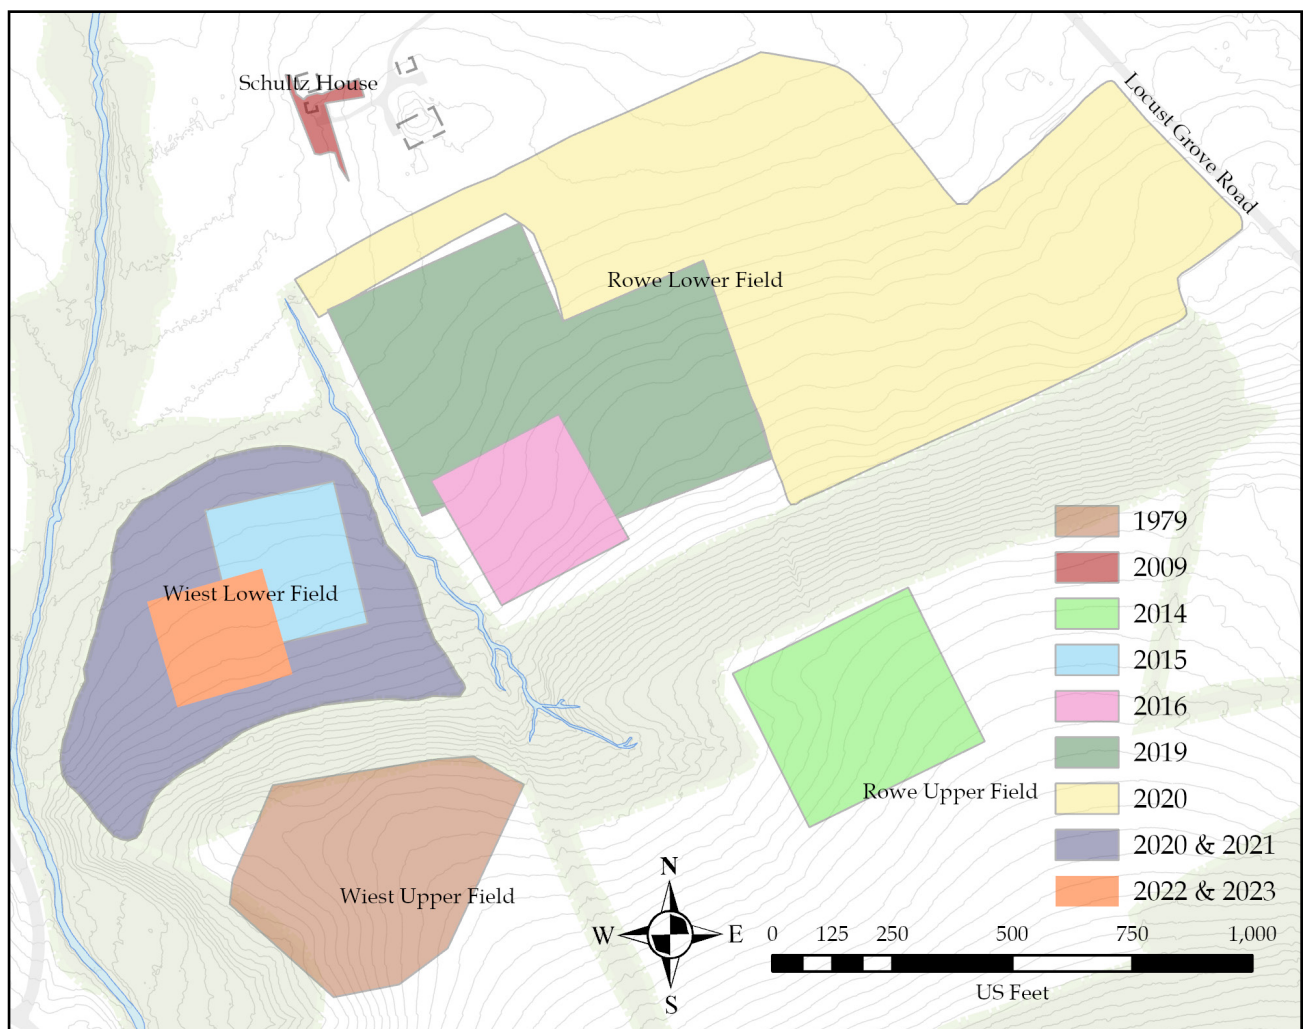 Schultz House
Locust Grove Road
Rowe Lower Field
Wiest Lower Field
Rowe Upper Field
Wiest Upper Field
1979
2009
2014
2015
2016
2019
2020
2020 & 2021
2022 & 2023
N
W E
S
0 125 250 500 750 1,000
US Feet